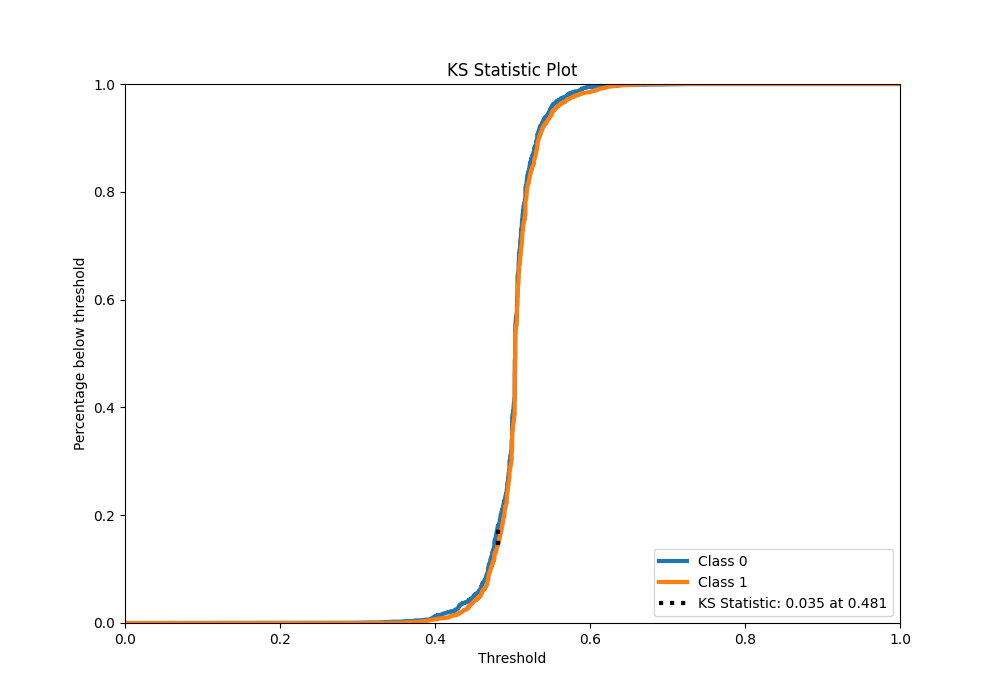 KS Statistic Plot
Percentage below threshold
1.0
0.8
0.6
0.4
0.2
0.0
0.0 0.2 0.4 0.6 0.8 1.0
Threshold
Class 0
Class 1
KS Statistic: 0.035 at 0.481